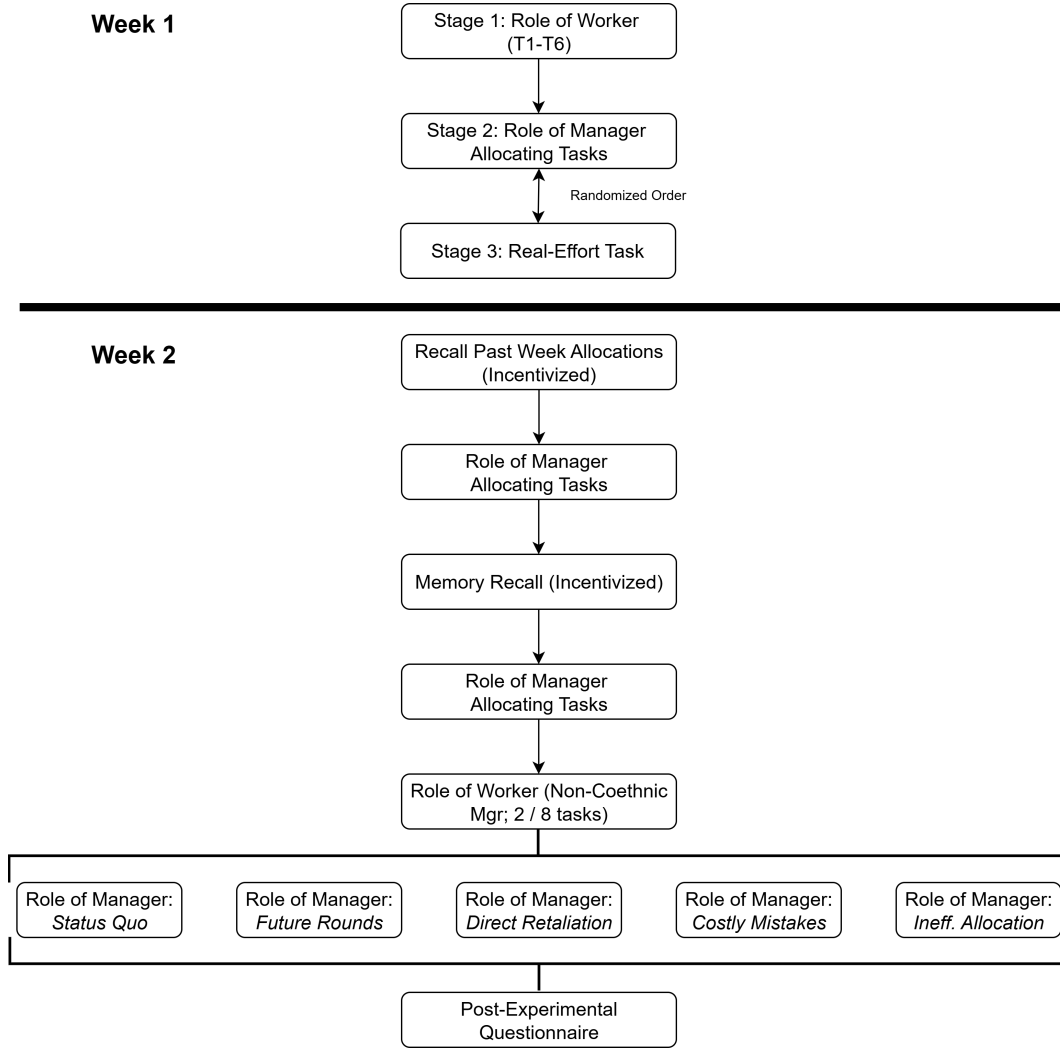 Week 1
Stage 1: Role of Worker
(T1-T6)
Stage 2: Role of Manager
Allocating Tasks
Randomized Order
Stage 3: Real-Effort Task
Week 2
Recall Past Week Allocations
(Incentivized)
Role of Manager
Allocating Tasks
Memory Recall (Incentivized)
Role of Manager
Allocating Tasks
Role of Worker (Non-Coethnic
Mgr; 2 / 8 tasks)
Role of Manager:
Status Quo
Role of Manager:
Future Rounds
Role of Manager:
Direct Retaliation
Role of Manager:
Costly Mistakes
Role of Manager:
Ineff. Allocation
Post-Experimental
Questionnaire